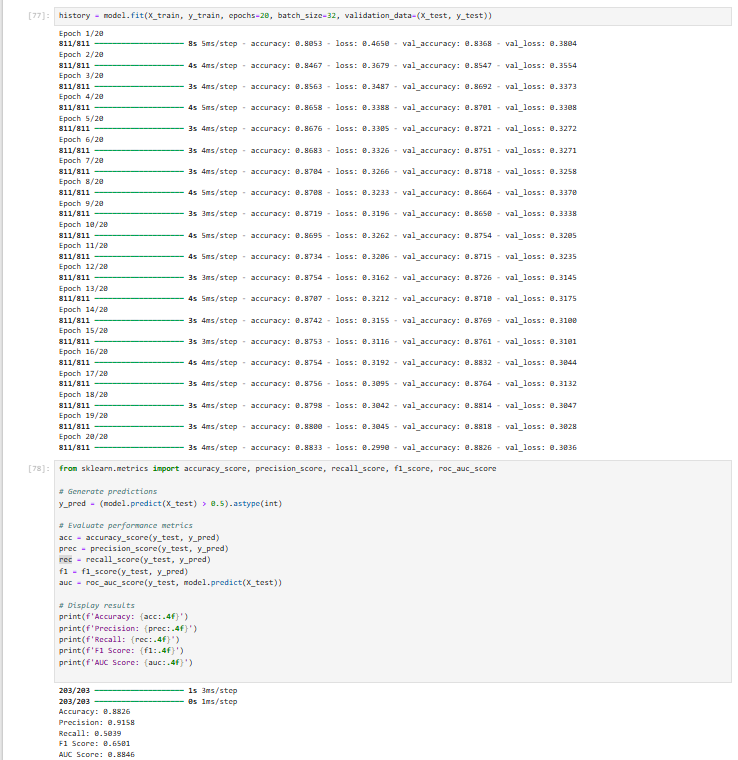 [77]: history = model.fit(X_train, y_train, epochs=20, batch_size=32, validation_data=(X_test, y_test))
Epoch 1/20
811/811 8s 5ms/step - accuracy: 0.8053 - loss: 0.4650 - val_accuracy: 0.8368 - val_loss: 0.3804
Epoch 2/20
811/811 4s 4ms/step - accuracy: 0.8467 - loss: 0.3679 - val_accuracy: 0.8547 - val_loss: 0.3554
Epoch 3/20
811/811 3s 4ms/step - accuracy: 0.8563 - loss: 0.3487 - val_accuracy: 0.8692 - val_loss: 0.3373
Epoch 4/20
811/811 4s 5ms/step - accuracy: 0.8658 - loss: 0.3388 - val_accuracy: 0.8701 - val_loss: 0.3308
Epoch 5/20
811/811 3s 4ms/step - accuracy: 0.8676 - loss: 0.3305 - val_accuracy: 0.8721 - val_loss: 0.3272
Epoch 6/20
811/811 3s 4ms/step - accuracy: 0.8683 - loss: 0.3326 - val_accuracy: 0.8751 - val_loss: 0.3271
Epoch 7/20
811/811 3s 4ms/step - accuracy: 0.8704 - loss: 0.3266 - val_accuracy: 0.8718 - val_loss: 0.3258
Epoch 8/20
811/811 4s 5ms/step - accuracy: 0.8708 - loss: 0.3233 - val_accuracy: 0.8664 - val_loss: 0.3370
Epoch 9/20
811/811 3s 3ms/step - accuracy: 0.8719 - loss: 0.3196 - val_accuracy: 0.8650 - val_loss: 0.3338
Epoch 10/20
811/811 4s 5ms/step - accuracy: 0.8695 - loss: 0.3262 - val_accuracy: 0.8754 - val_loss: 0.3205
Epoch 11/20
811/811 4s 5ms/step - accuracy: 0.8734 - loss: 0.3206 - val_accuracy: 0.8715 - val_loss: 0.3235
Epoch 12/20
811/811 3s 3ms/step - accuracy: 0.8754 - loss: 0.3162 - val_accuracy: 0.8726 - val_loss: 0.3145
Epoch 13/20
811/811 4s 5ms/step - accuracy: 0.8707 - loss: 0.3212 - val_accuracy: 0.8710 - val_loss: 0.3175
Epoch 14/20
811/811 3s 4ms/step - accuracy: 0.8742 - loss: 0.3155 - val_accuracy: 0.8769 - val_loss: 0.3100
Epoch 15/20
811/811 3s 3ms/step - accuracy: 0.8753 - loss: 0.3116 - val_accuracy: 0.8761 - val_loss: 0.3101
Epoch 16/20
811/811 4s 4ms/step - accuracy: 0.8754 - loss: 0.3192 - val_accuracy: 0.8832 - val_loss: 0.3044
Epoch 17/20
811/811 3s 4ms/step - accuracy: 0.8756 - loss: 0.3095 - val_accuracy: 0.8764 - val_loss: 0.3132
Epoch 18/20
811/811 3s 4ms/step - accuracy: 0.8798 - loss: 0.3042 - val_accuracy: 0.8814 - val_loss: 0.3047
Epoch 19/20
811/811 3s 3ms/step - accuracy: 0.8800 - loss: 0.3045 - val_accuracy: 0.8818 - val_loss: 0.3028
Epoch 20/20
811/811 3s 4ms/step - accuracy: 0.8833 - loss: 0.2990 - val_accuracy: 0.8826 - val_loss: 0.3036
[78]: from sklearn.metrics import accuracy_score, precision_score, recall_score, f1_score, roc_auc_score
# Generate predictions
y_pred = (model.predict(X_test) > 0.5).astype(int)
# Evaluate performance metrics
acc = accuracy_score(y_test, y_pred)
prec = precision_score(y_test, y_pred)
rec = recall_score(y_test, y_pred)
f1 = f1_score(y_test, y_pred)
auc = roc_auc_score(y_test, model.predict(X_test))
# Display results
print(f'Accuracy: {acc:.4f}')
print(f'Precision: {prec:.4f}')
print(f'Recall: {rec:.4f}')
print(f'F1 Score: {f1:.4f}')
print(f'AUC Score: {auc:.4f}')
203/203 1s 3ms/step
203/203 0s 1ms/step
Accuracy: 0.8826
Precision: 0.9158
Recall: 0.5039
F1 Score: 0.6501
AUC Score: 0.8846